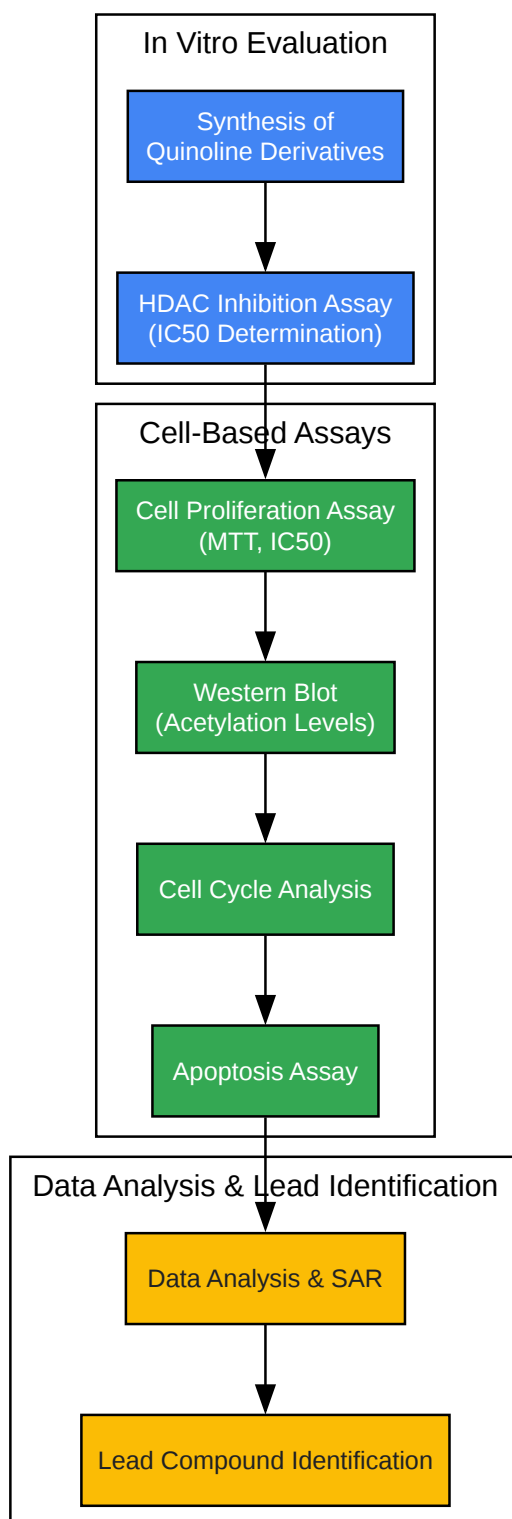 In Vitro Evaluation
Synthesis of
Quinoline Derivatives
HDAC Inhibition Assay
(IC50 Determination)
Cell-Based Assays
Cell Proliferation Assay
(MTT, IC50)
Western Blot
(Acetylation Levels)
Cell Cycle Analysis
Apoptosis Assay
Data Analysis & Lead Identification
Data Analysis & SAR
Lead Compound Identification